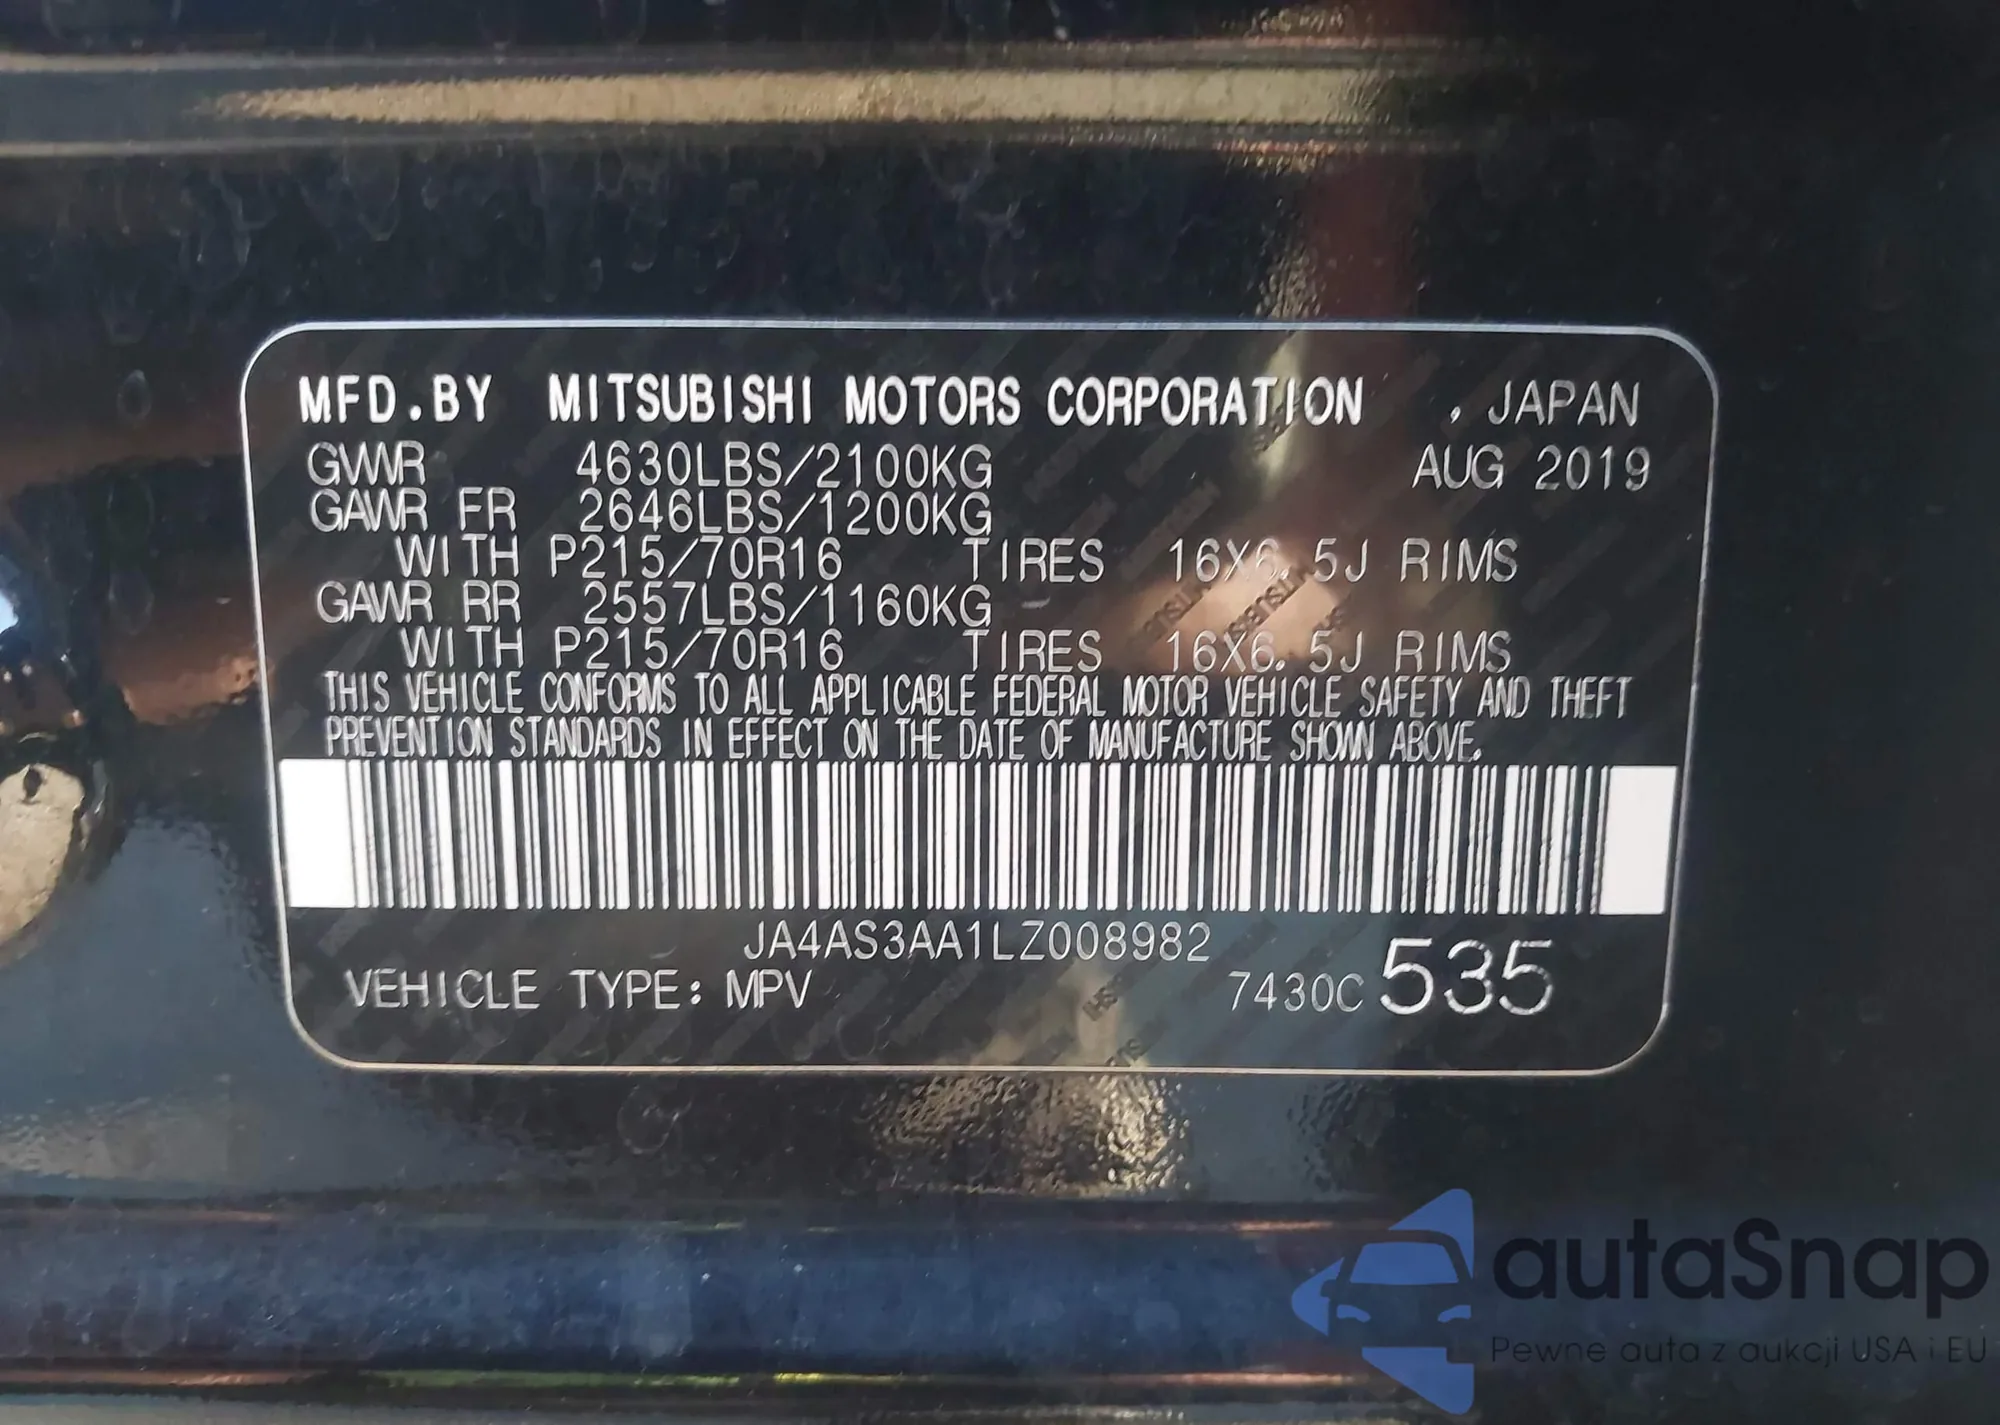 MFD.BY MITSUBISHI MOTORS CORPORATION , JAPAN
GVWR 4630LBS/2100KG AUG 2019
GAWR FR 2646LBS/1200KG
WITH P215/70R16 TIRES 16X6.5J RIMS
GAWR RR 2557LBS/1160KG
WITH P215/70R16 TIRES 16X6.5J RIMS
THIS VEHICLE CONFORMS TO ALL APPLICABLE FEDERAL MOTOR VEHICLE SAFETY AND THEFT
PREVENTION STANDARDS IN EFFECT ON THE DATE OF MANUFACTURE SHOWN ABOVE.
JA4AS3AA1LZ008982
VEHICLE TYPE: MPV 7430C 535
autaSnap
Pewne auta z aukcji USA i EU